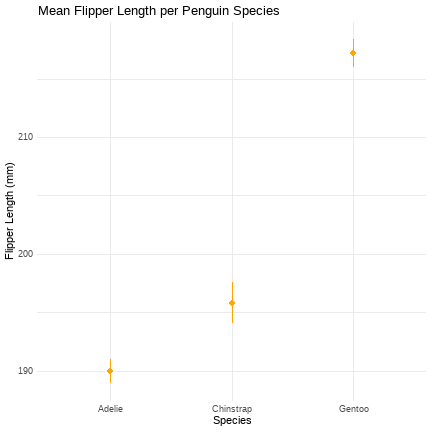 Mean Flipper Length per Penguin Species
Flipper Length (mm)
210
200
190
Adelie
Chinstrap
Gentoo
Species